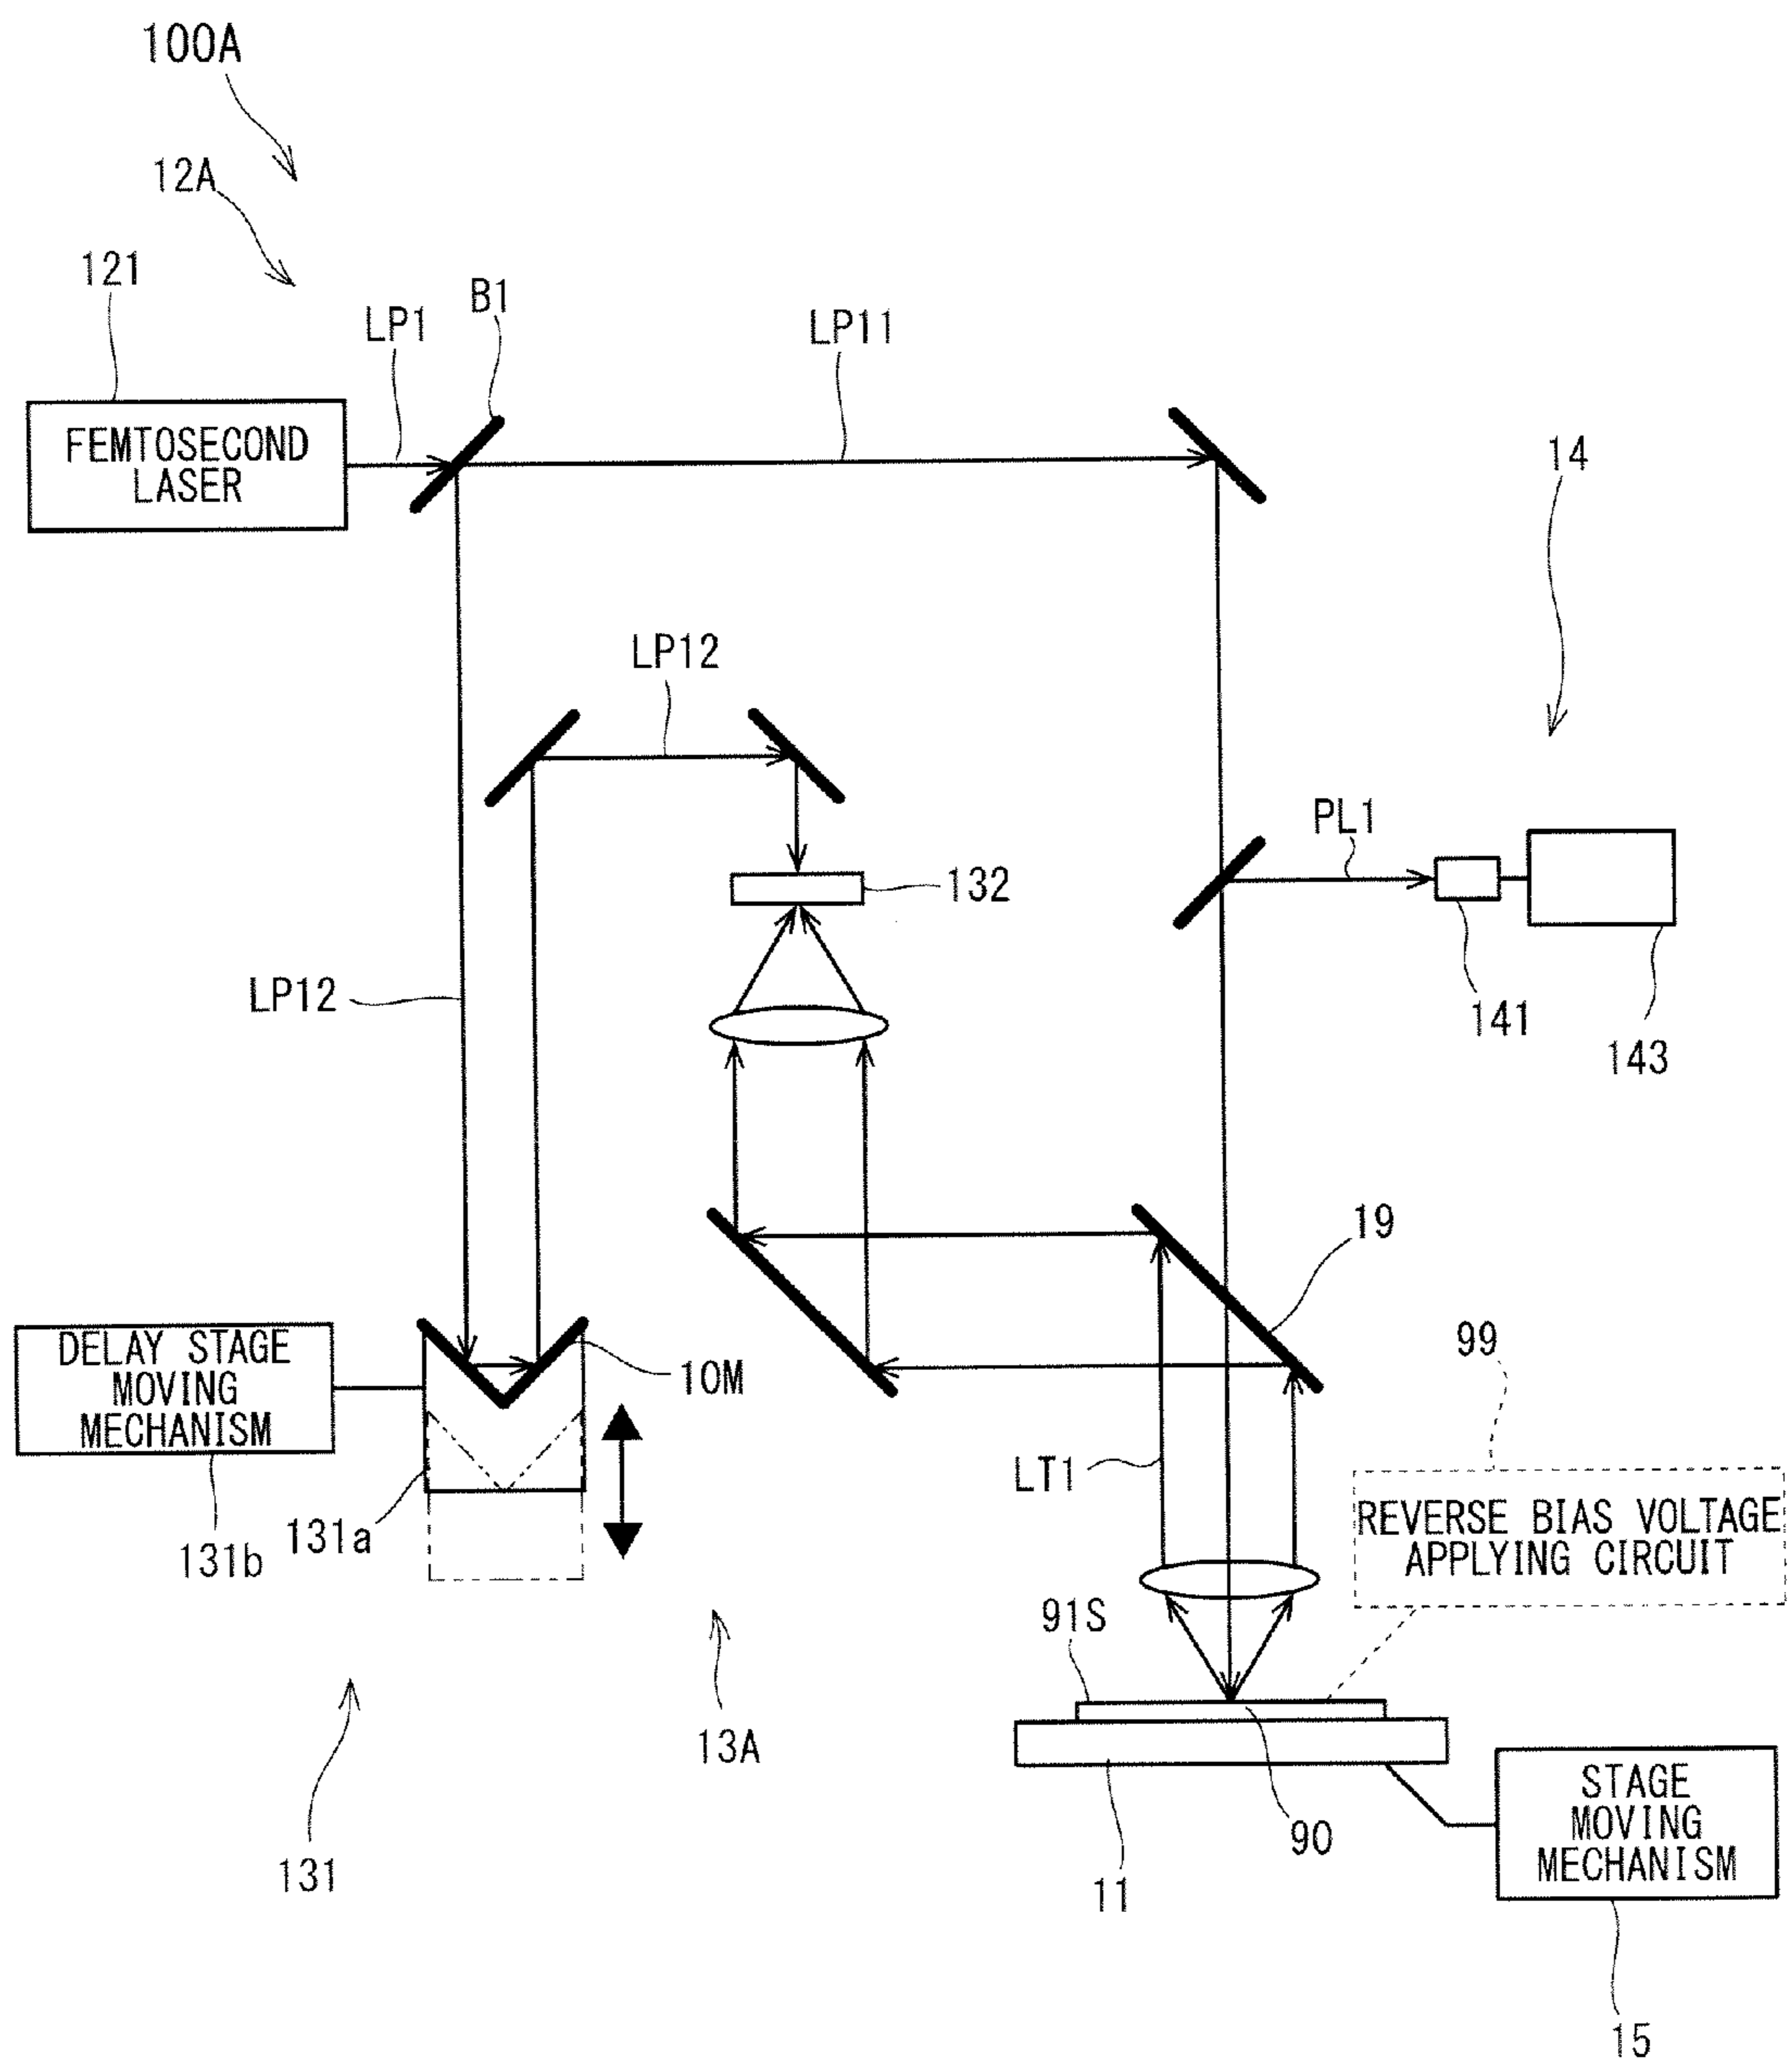 100A
12A
121
LP1
B1
LP11
FEMTOSECOND
LASER
14
LP12
PL1
132
LP12
141
143
19
DELAY STAGE
MOVING
MECHANISM
10M
99
LT1
131a
131b
REVERSE BIAS VOLTAGE
APPLYING CIRCUIT
91S
13A
131
90
11
STAGE
MOVING
MECHANISM
15